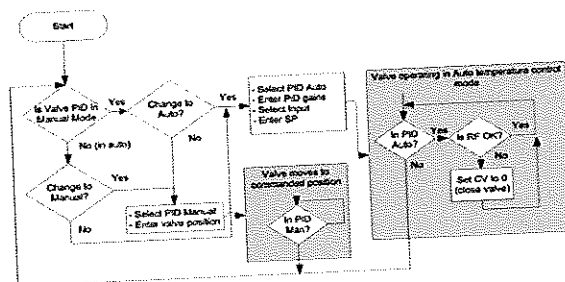 Start
Is Valve PID in
Manual Mode
Yes
Change to
Auto?
Yes
- Select PID Auto
- Enter PID gains
- Select Input
- Enter SP
Valve operating in Auto temperature control
mode
In PID
Auto?
Yes
Is RF OK?
Yes
No (in auto)
No
No
No
Change to
Manual?
Yes
Valve moves to
commanded position
Set CV to 0
(close valve)
- Select PID Manual
- Enter valve position
No
In PID
Man?